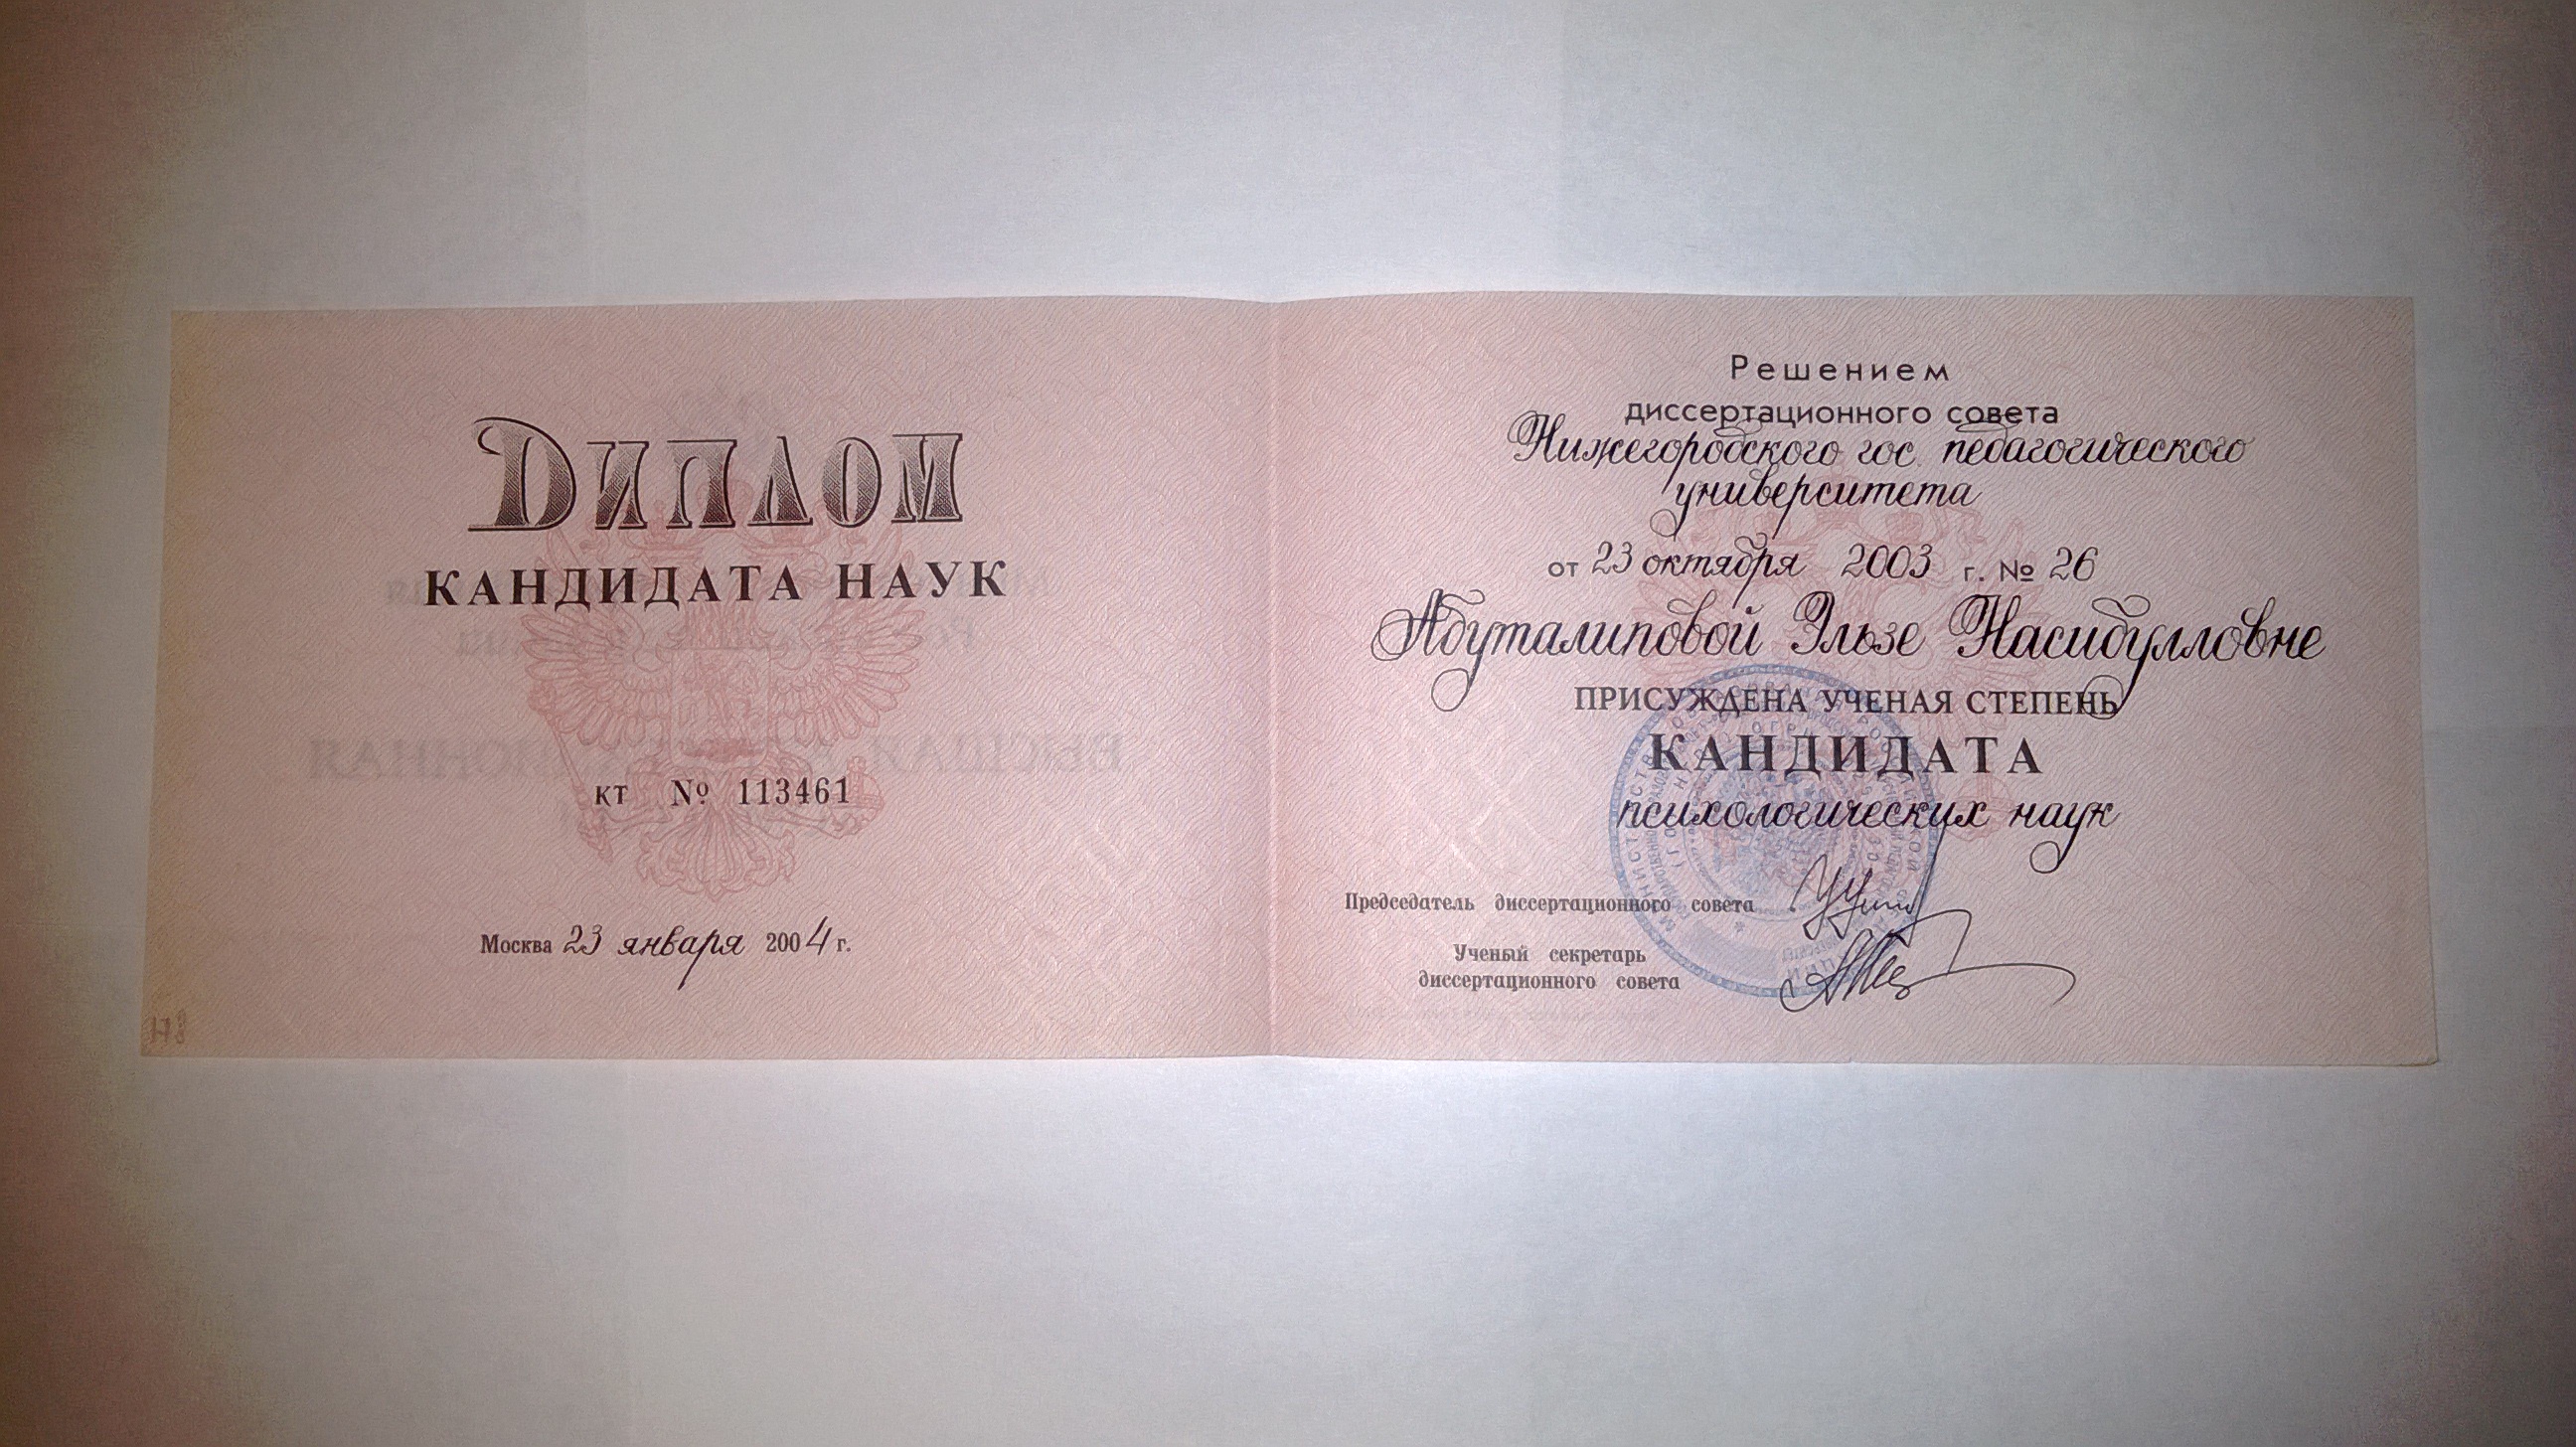 Диплом
КАНДИДАТА НАУК
КТ № 113461
Москва 23 января 2004 г.
Решением
диссертационного совета
Нижегородского гос. педагогического
университета
от 23 октября 2003 г. № 26
Абуталиповой Эльзе Насибулловне
ПРИСУЖДЕНА УЧЕНАЯ СТЕПЕНЬ
КАНДИДАТА
психологических наук
Председатель диссертационного совета
Ученый секретарь
диссертационного совета